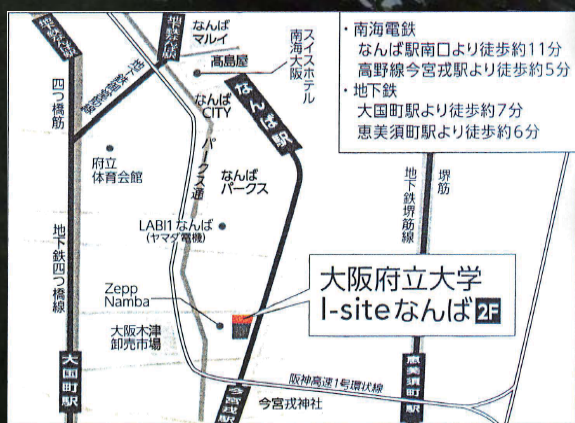 ・南海電鉄
なんば駅南口より徒歩約11分
高野線今宮戎駅より徒歩約5分
・地下鉄
大国町駅より徒歩約7分
恵美須町駅より徒歩約6分
なんば
マルイ
髙島屋
スイスホテル
南海大阪
なんば
CITY
なんば駅
四つ橋筋
府立
体育会館
パークス通
なんば
パークス
地下鉄堺筋線
堺筋
LABI1なんば
(ヤマダ電機)
地下鉄四つ橋線
Zepp
Namba
大阪木津
卸売市場
大阪府立大学
I-siteなんば 2F
大国町駅
今宮戎駅
今宮戎神社
阪神高速1号環状線
恵美須町駅